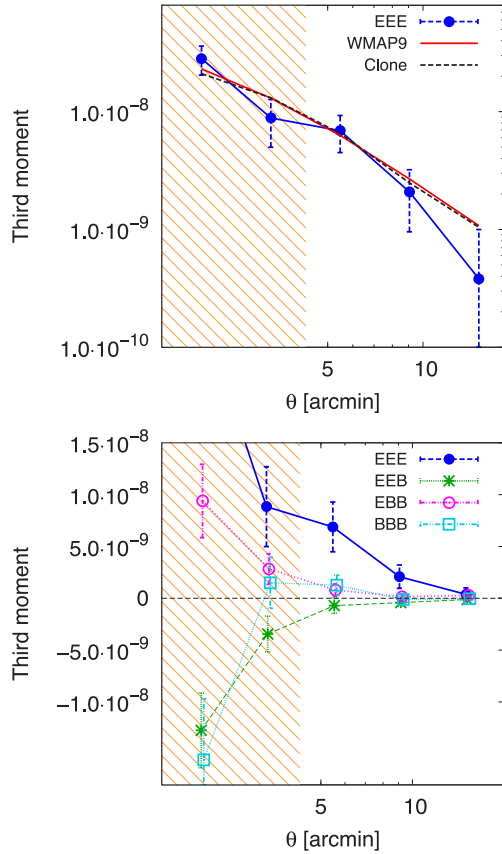 EEE
WMAP9
Clone
Third moment
1.0·10⁻⁸
1.0·10⁻⁹
1.0·10⁻¹⁰
5
10
θ [arcmin]
EEE
EEB
EBB
BBB
Third moment
1.5·10⁻⁸
1.0·10⁻⁸
5.0·10⁻⁹
0
−5.0·10⁻⁹
−1.0·10⁻⁸
5
10
θ [arcmin]